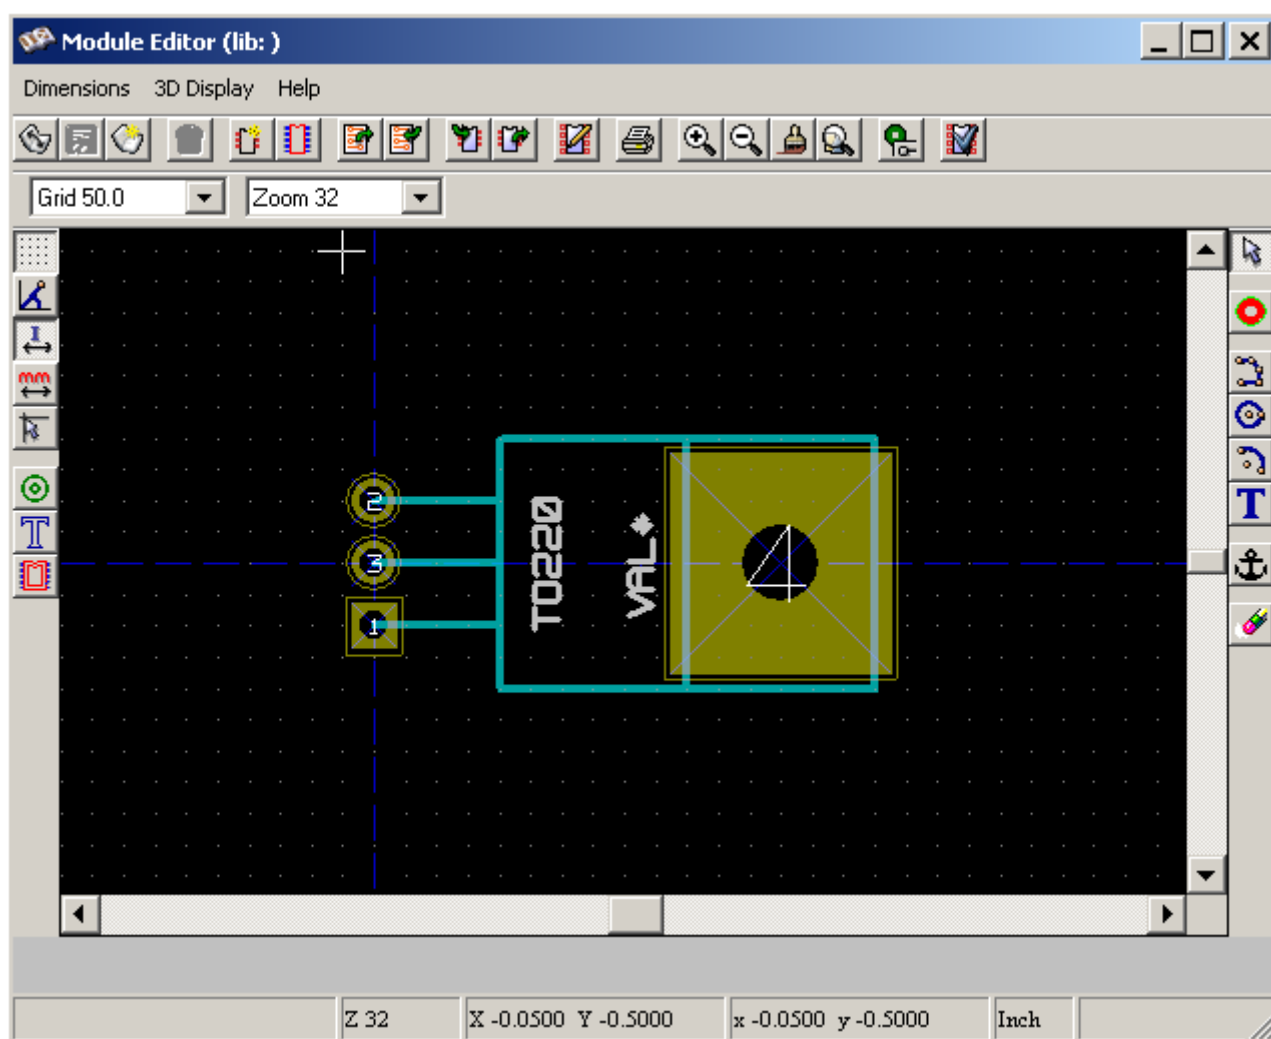 Module Editor (lib: )
Dimensions 3D Display Help
Grid 50.0 Zoom 32
I
mm
T
T
2
3
1
4
TO220
VAL*
Z 32 X -0.0500 Y -0.5000 x -0.0500 y -0.5000 Inch